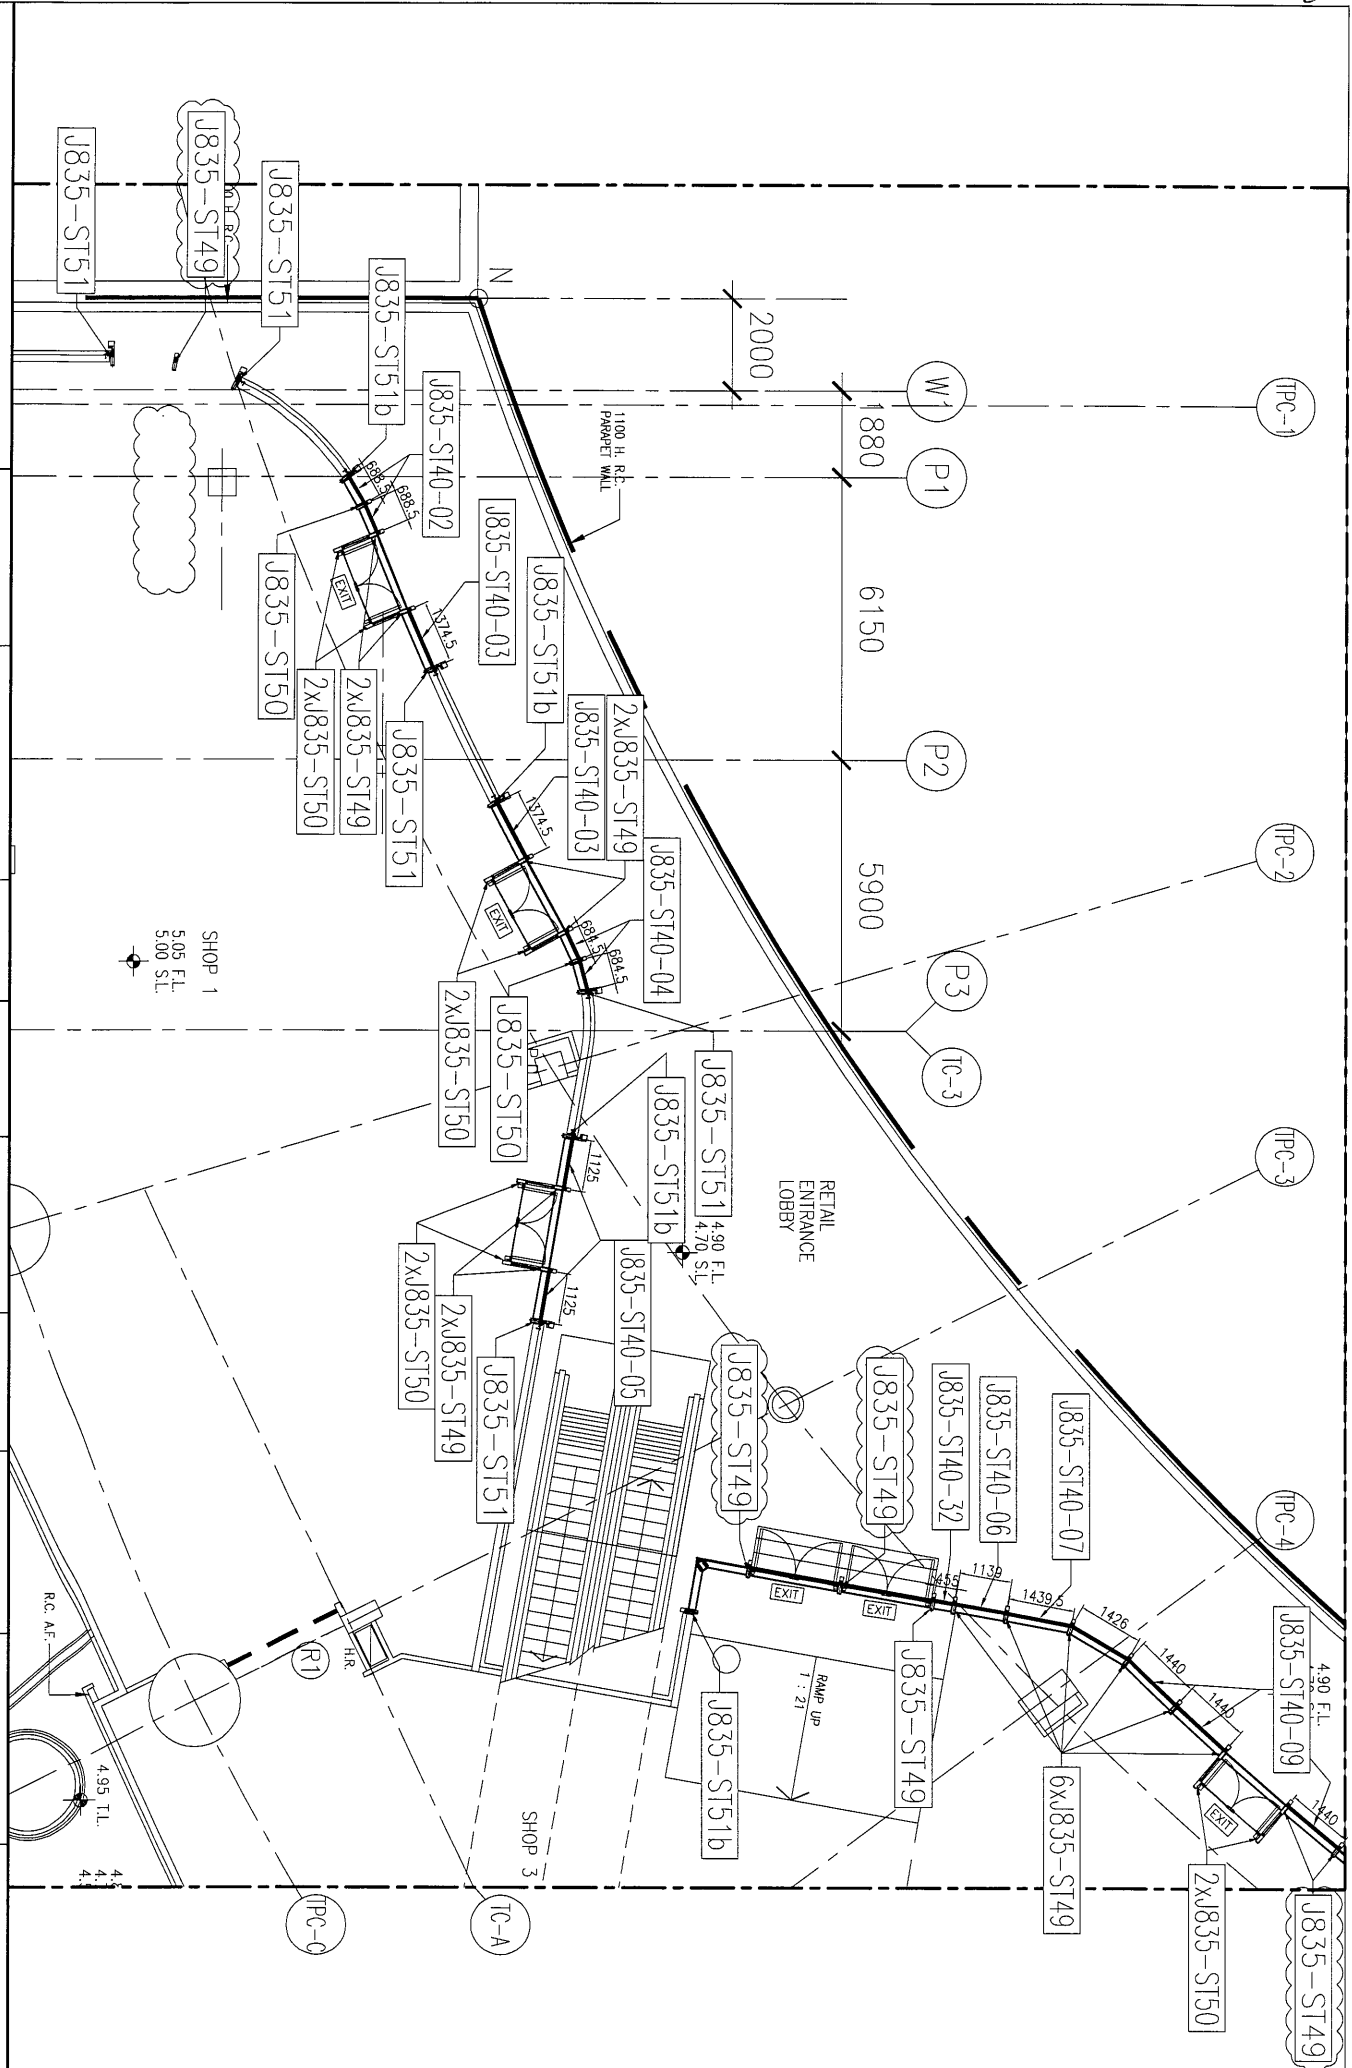 TPC-1
W1
P1
P2
TPC-2
P3
TC-3
TPC-3
TPC-4
2000
1880
6150
5900
N
1100 H. R.C.
PARAPET WALL
J835-ST51
J835-ST49
J835-ST51
J835-ST51b
J835-ST40-02
688.5
688.5
J835-ST40-03
1374.5
EXIT
J835-ST50
2xJ835-ST50
2xJ835-ST49
J835-ST51
J835-ST51b
J835-ST40-03
2xJ835-ST49
J835-ST40-04
1374.5
EXIT
684.5
684.5
2xJ835-ST50
J835-ST50
J835-ST51
J835-ST51b
4.90 F.L.
4.70 S.L.
RETAIL
ENTRANCE
LOBBY
SHOP 1
5.05 F.L.
5.00 S.L.
1125
1125
J835-ST40-05
2xJ835-ST50
2xJ835-ST49
J835-ST51
J835-ST49
J835-ST49
J835-ST40-32
J835-ST40-06
J835-ST40-07
EXIT
EXIT
455
1139
1439.5
1426
1440
1440
1440
4.90 F.L.
J835-ST40-09
J835-ST49
J835-ST51b
RAMP UP
1 : 21
6xJ835-ST49
EXIT
2xJ835-ST50
J835-ST49
SHOP 3
H.R.
R1
R.C. A.F.
4.95 T.L.
TC-A
TPC-C